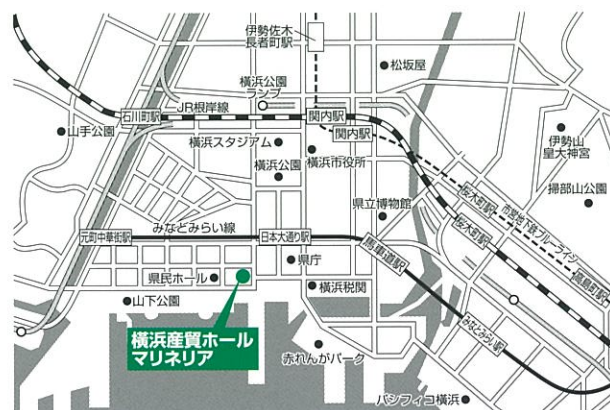 伊勢佐木
長者町駅
松坂屋
横浜公園
ランプ
JR根岸線
石川町駅
関内駅
関内駅
山手公園
横浜スタジアム
横浜市役所
伊勢山
皇大神宮
横浜公園
掃部山公園
桜木町駅
市営地下鉄ブルーライン
県立博物館
桜木町駅
みなとみらい線
元町中華街駅
日本大通り駅
馬車道駅
高島町駅
県庁
県民ホール
横浜税関
山下公園
みなとみらい駅
横浜産貿ホール
マリネリア
赤れんがパーク
パシフィコ横浜